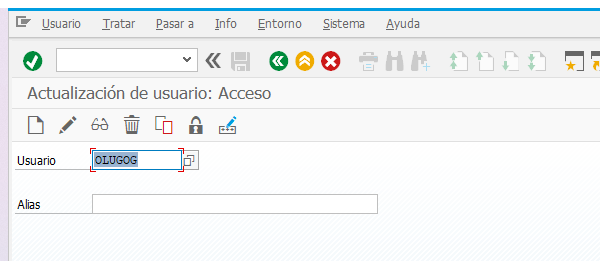 Usuario Tratar Pasar a Info Entorno Sistema Ayuda
Actualización de usuario: Acceso
Usuario OLUGOG
Alias